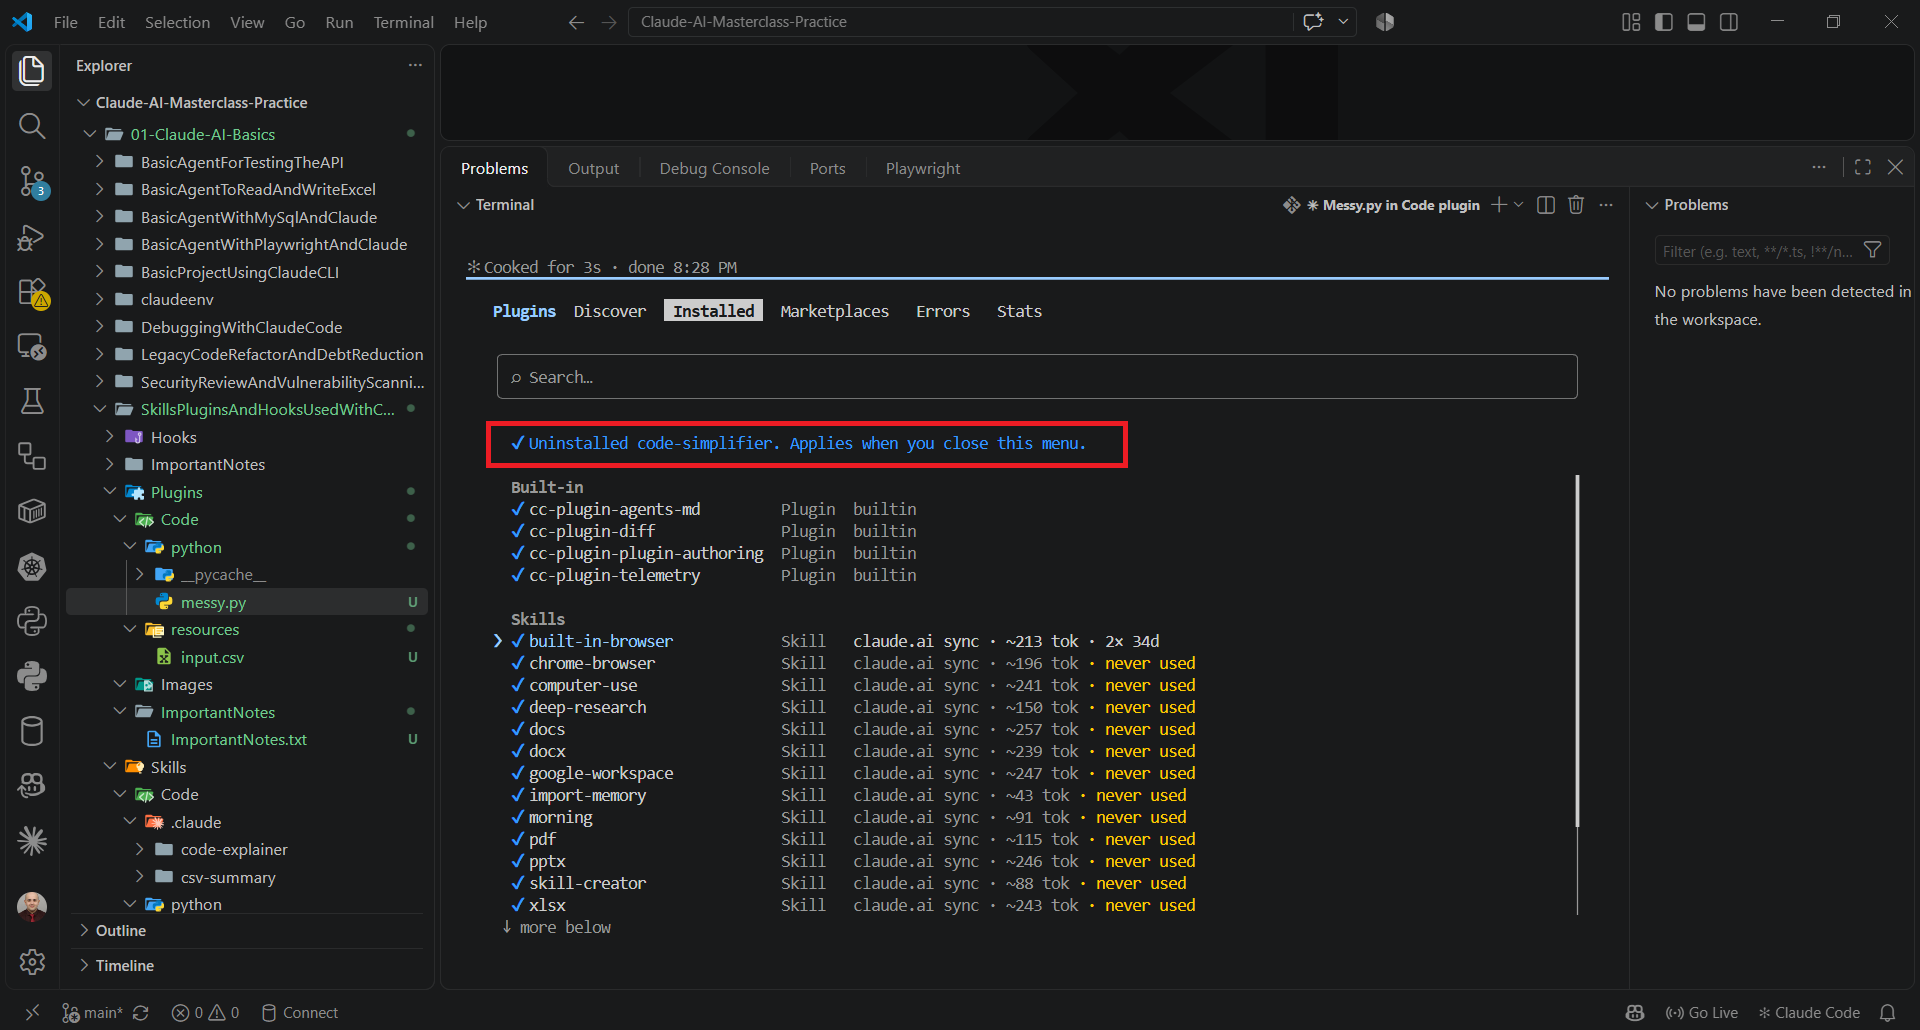 File Edit Selection View Go Run Terminal Help
Claude-AI-Masterclass-Practice
Explorer
Claude-AI-Masterclass-Practice
01-Claude-AI-Basics
BasicAgentForTestingTheAPI
BasicAgentToReadAndWriteExcel
BasicAgentWithMySqlAndClaude
BasicAgentWithPlaywrightAndClaude
BasicProjectUsingClaudeCLI
claudeenv
DebuggingWithClaudeCode
LegacyCodeRefactorAndDebtReduction
SecurityReviewAndVulnerabilityScanni...
SkillsPluginsAndHooksUsedWithC...
Hooks
ImportantNotes
Plugins
Code
python
__pycache__
messy.py U
resources
input.csv U
Images
ImportantNotes
ImportantNotes.txt U
Skills
Code
.claude
code-explainer
csv-summary
python
Outline
Timeline
3
Problems Output Debug Console Ports Playwright
Terminal
Messy.py in Code plugin
Cooked for 3s · done 8:28 PM
Plugins Discover Installed Marketplaces Errors Stats
Search…
✓ Uninstalled code-simplifier. Applies when you close this menu.
Built-in
✓ cc-plugin-agents-md Plugin builtin
✓ cc-plugin-diff Plugin builtin
✓ cc-plugin-plugin-authoring Plugin builtin
✓ cc-plugin-telemetry Plugin builtin
Skills
❯ ✓ built-in-browser Skill claude.ai sync · ~213 tok · 2× 34d
✓ chrome-browser Skill claude.ai sync · ~196 tok · never used
✓ computer-use Skill claude.ai sync · ~241 tok · never used
✓ deep-research Skill claude.ai sync · ~150 tok · never used
✓ docs Skill claude.ai sync · ~257 tok · never used
✓ docx Skill claude.ai sync · ~239 tok · never used
✓ google-workspace Skill claude.ai sync · ~247 tok · never used
✓ import-memory Skill claude.ai sync · ~43 tok · never used
✓ morning Skill claude.ai sync · ~91 tok · never used
✓ pdf Skill claude.ai sync · ~115 tok · never used
✓ pptx Skill claude.ai sync · ~246 tok · never used
✓ skill-creator Skill claude.ai sync · ~88 tok · never used
✓ xlsx Skill claude.ai sync · ~243 tok · never used
↓ more below
Problems
Filter (e.g. text, **/*.ts, !**/n...
No problems have been detected in
the workspace.
main* 0 0 Connect
Go Live Claude Code